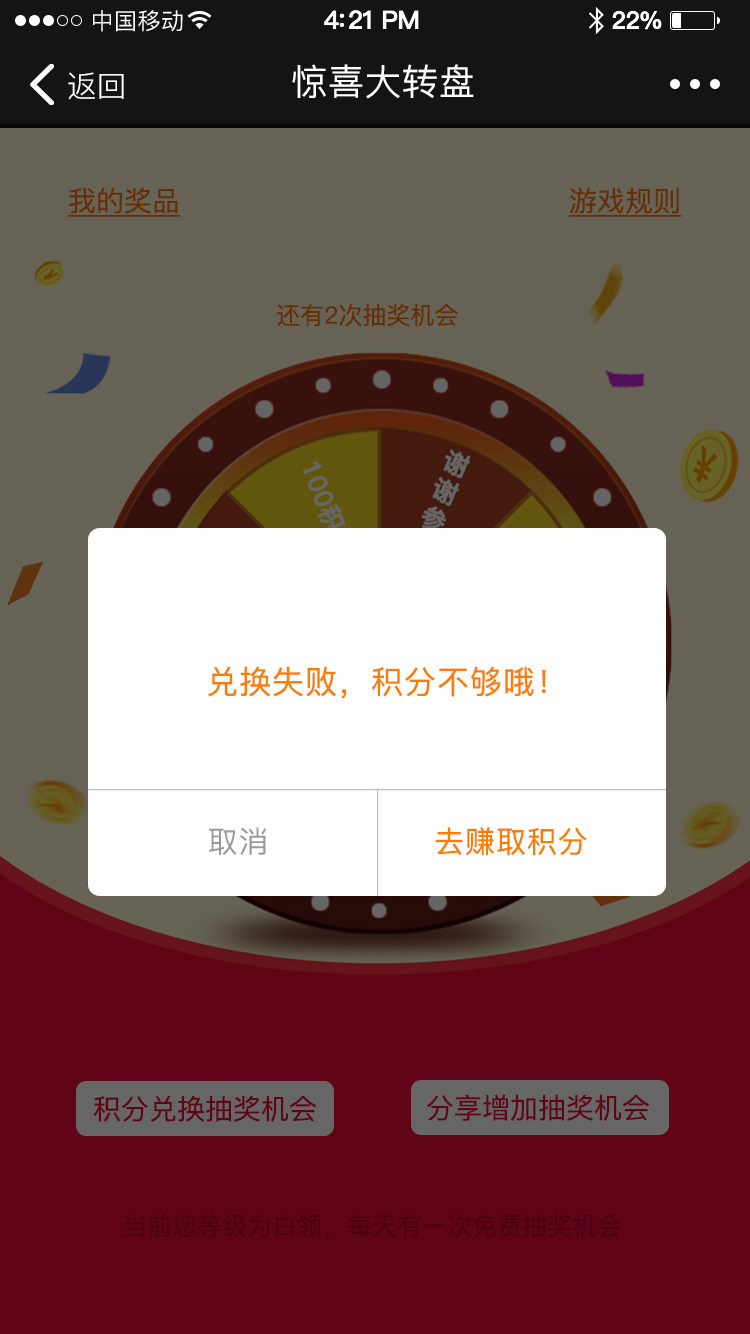 中国移动 4:21 PM 22%
返回 惊喜大转盘
我的奖品 游戏规则
还有2次抽奖机会
100积
谢谢参
兑换失败，积分不够哦！
取消 去赚取积分
积分兑换抽奖机会 分享增加抽奖机会
当前您等级为白领，每天有一次免费抽奖机会